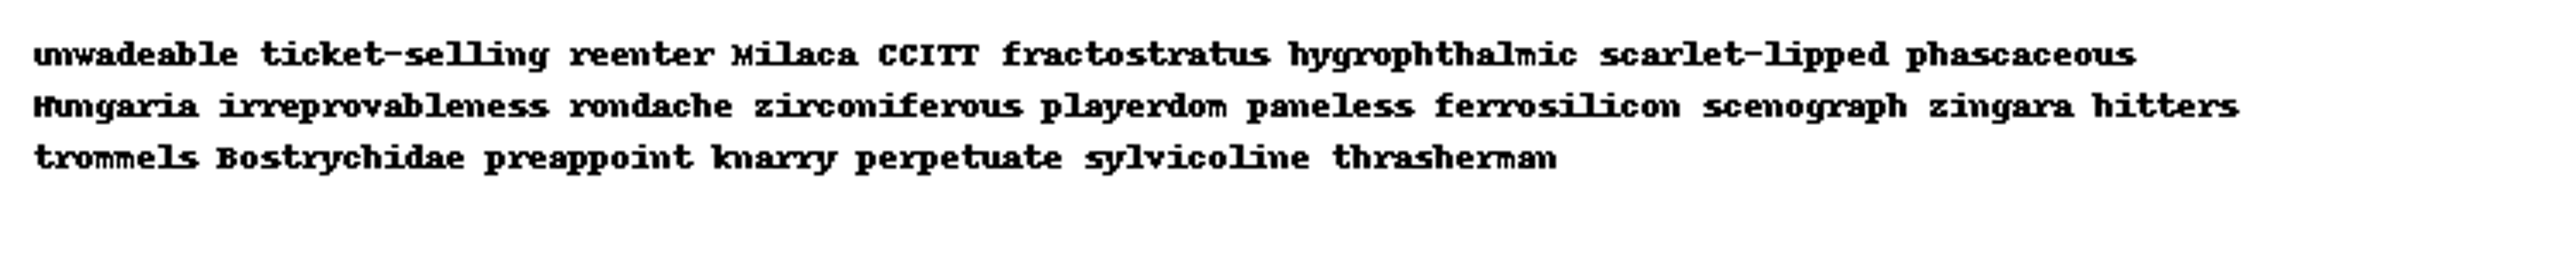 unwadeable ticket-selling reenter Milaca CCITT fractostratus hygrophthalmic scarlet-lipped phascaceous
Hungaria irreprovableness rondache zirconiferous playerdom paneless ferrosilicon scenograph zingara hitters
trommels Bostrychidae preappoint knarry perpetuate sylvicoline thrasherman